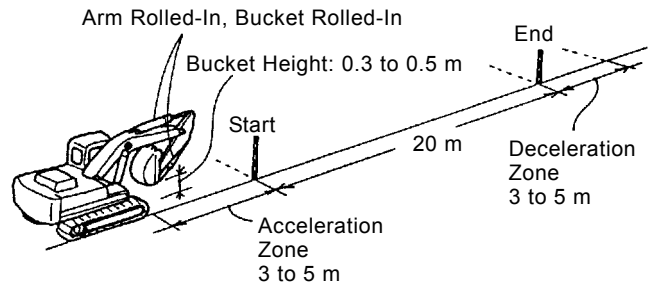 Arm Rolled-In, Bucket Rolled-In
Bucket Height: 0.3 to 0.5 m
End
Start
20 m
Deceleration
Zone
3 to 5 m
Acceleration
Zone
3 to 5 m